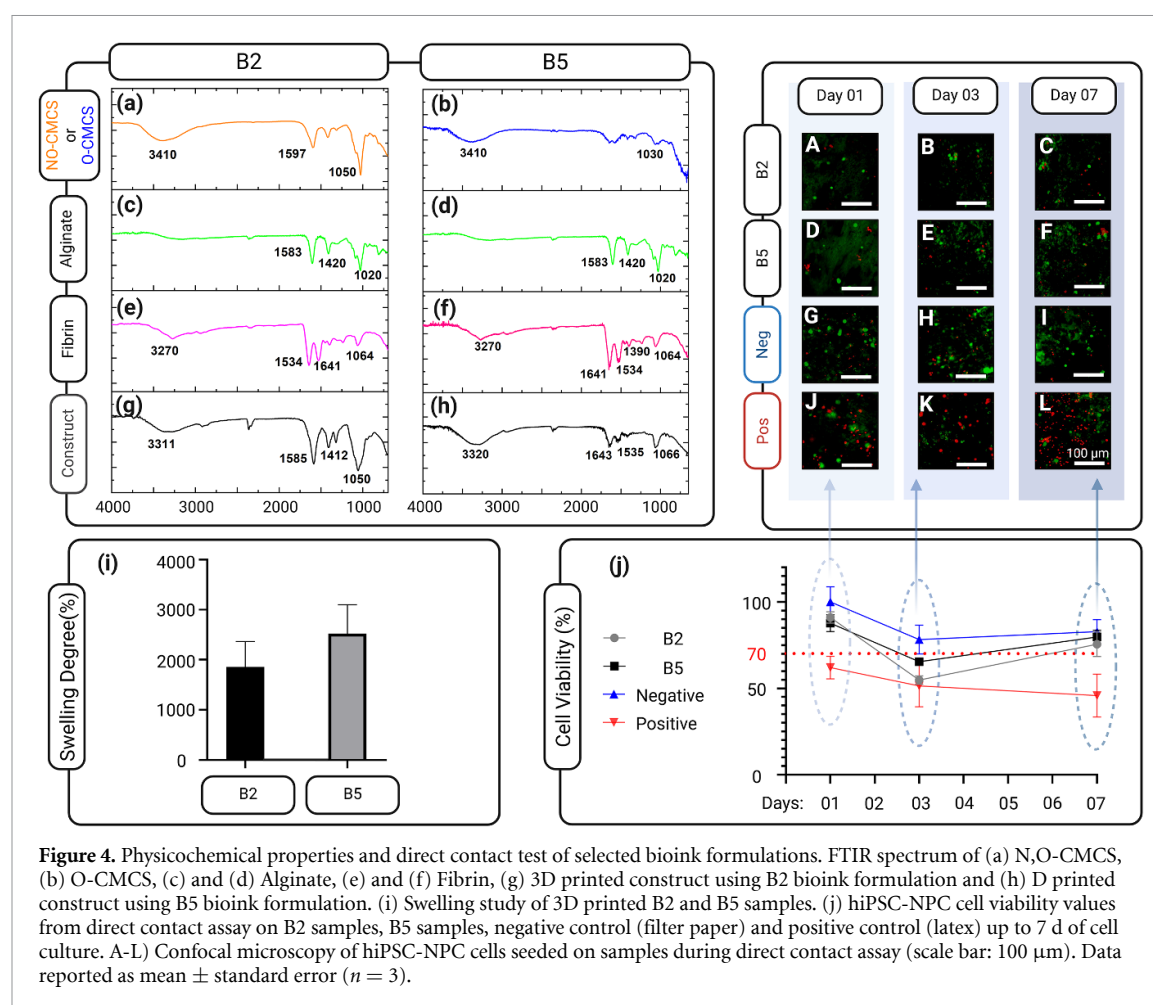 B2
B5
NO-CMCS
or
O-CMCS
(a)
3410
1597
1050
(b)
3410
1030
Alginate
(c)
1583
1420
1020
(d)
1583
1420
1020
Fibrin
(e)
3270
1534
1641
1064
(f)
3270
1641
1534
1390
1064
Construct
(g)
3311
1585
1412
1050
(h)
3320
1643
1535
1066
4000 3000 2000 1000
4000 3000 2000 1000
Day 01
Day 03
Day 07
B2
A
B
C
B5
D
E
F
Neg
G
H
I
Pos
J
K
L
100 µm
(i)
Swelling Degree(%)
4000
3000
2000
1000
0
B2
B5
(j)
Cell Viability (%)
B2
B5
Negative
Positive
100
70
50
0
Days: 01 02 03 04 05 06 07
Figure 4. Physicochemical properties and direct contact test of selected bioink formulations. FTIR spectrum of (a) N,O-CMCS,
(b) O-CMCS, (c) and (d) Alginate, (e) and (f) Fibrin, (g) 3D printed construct using B2 bioink formulation and (h) D printed
construct using B5 bioink formulation. (i) Swelling study of 3D printed B2 and B5 samples. (j) hiPSC-NPC cell viability values
from direct contact assay on B2 samples, B5 samples, negative control (filter paper) and positive control (latex) up to 7 d of cell
culture. A-L) Confocal microscopy of hiPSC-NPC cells seeded on samples during direct contact assay (scale bar: 100 µm). Data
reported as mean ± standard error (n = 3).